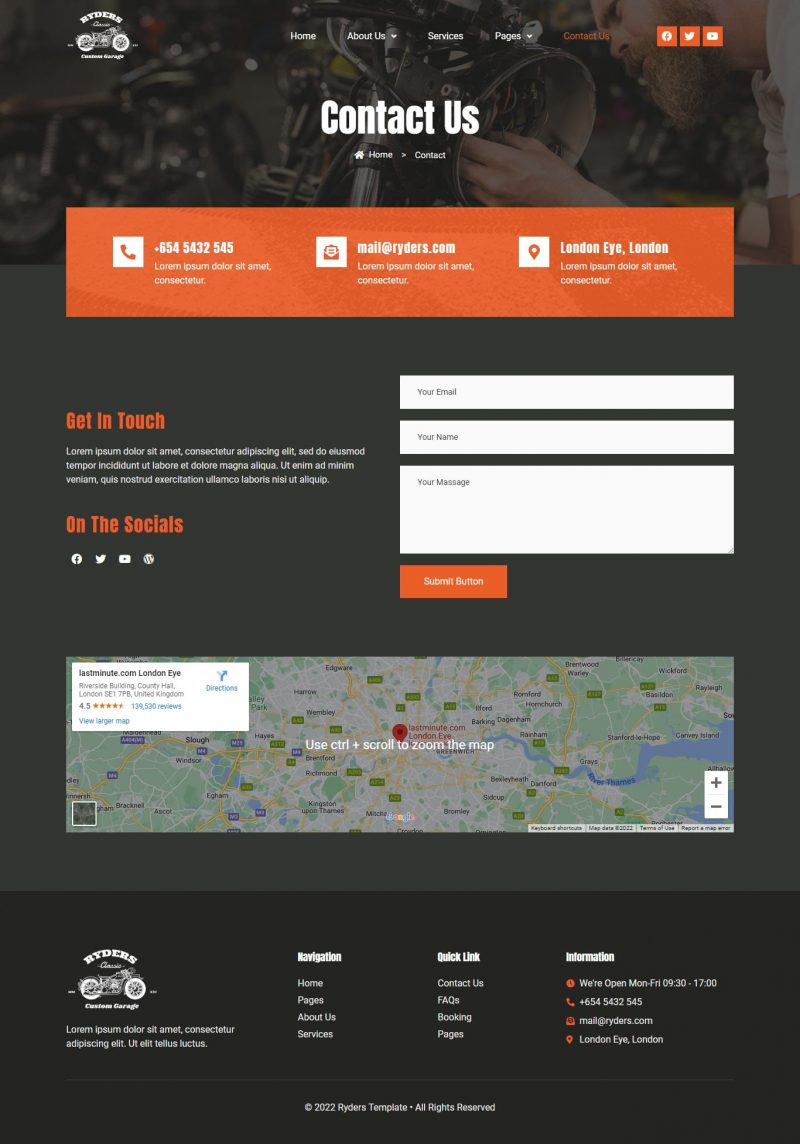 RYDERS
Classic
Custom Garage
Home
About Us
Services
Pages
Contact Us
Contact Us
Home > Contact
+654 5432 545
Lorem ipsum dolor sit amet,
consectetur.
mail@ryders.com
Lorem ipsum dolor sit amet,
consectetur.
London Eye, London
Lorem ipsum dolor sit amet,
consectetur.
Get In Touch
Lorem ipsum dolor sit amet, consectetur adipiscing elit, sed do eiusmod
tempor incididunt ut labore et dolore magna aliqua. Ut enim ad minim
veniam, quis nostrud exercitation ullamco laboris nisi ut aliquip.
On The Socials
Your Email
Your Name
Your Massage
Submit Button
lastminute.com London Eye
Riverside Building, County Hall,
London SE1 7PB, United Kingdom
4.5
139,530 reviews
View larger map
Directions
Edgware
Harrow
Wembley
Hayes
Slough
Windsor
Brentford
Richmond
Egham
Bracknell
Ascot
Kingston
upon Thames
Croydon
lastminute.com
London Eye
GREENWICH
Ilford
Barking
Dagenham
Romford
Hornchurch
Rainham
Bexleyheath
Dartford
Sidcup
Bromley
Orpington
Brentwood
Warley
Billericay
Wickford
Basildon
Rayleigh
Stanford-le-Hope
Canvey Island
Grays
River Thames
Rochester
Use ctrl + scroll to zoom the map
Google
Keyboard shortcuts
Map data ©2022
Terms of Use
Report a map error
RYDERS
Classic
Custom Garage
Lorem ipsum dolor sit amet, consectetur
adipiscing elit. Ut elit tellus luctus.
Navigation
Home
Pages
About Us
Services
Quick Link
Contact Us
FAQs
Booking
Pages
Information
We're Open Mon-Fri 09:30 - 17:00
+654 5432 545
mail@ryders.com
London Eye, London
© 2022 Ryders Template • All Rights Reserved